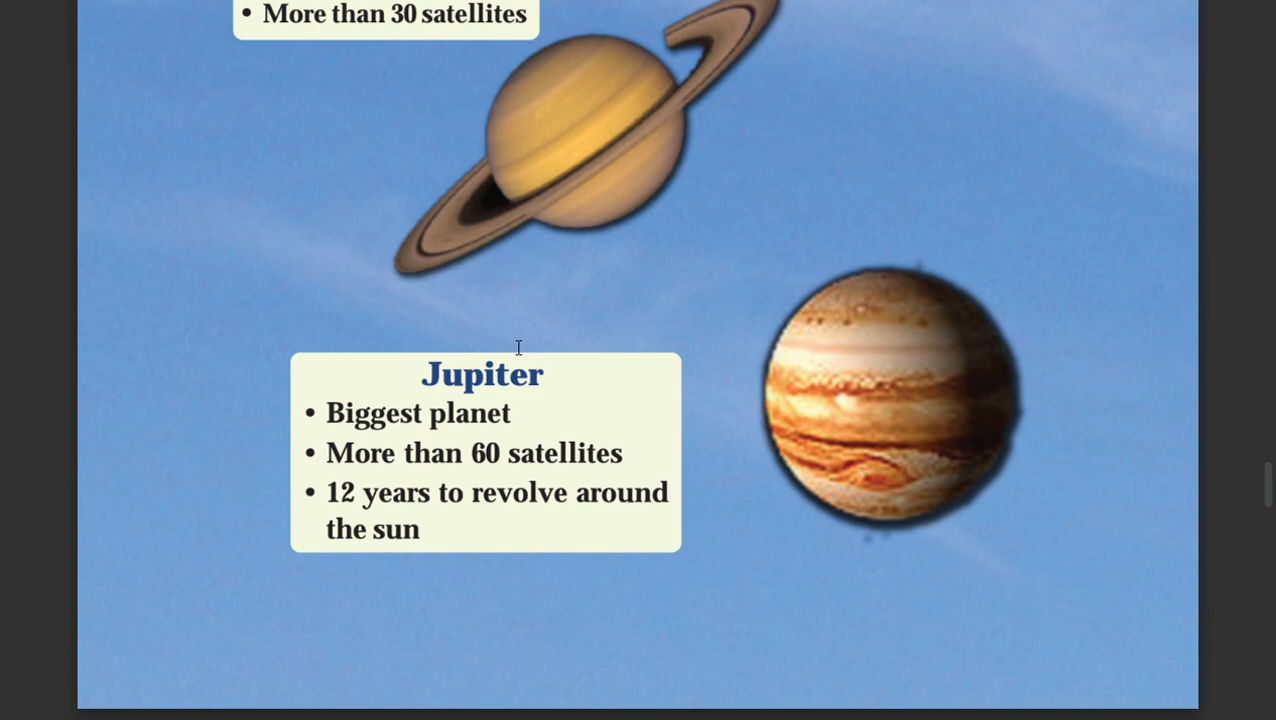 • More than 30 satellites
Jupiter
• Biggest planet
• More than 60 satellites
• 12 years to revolve around
the sun